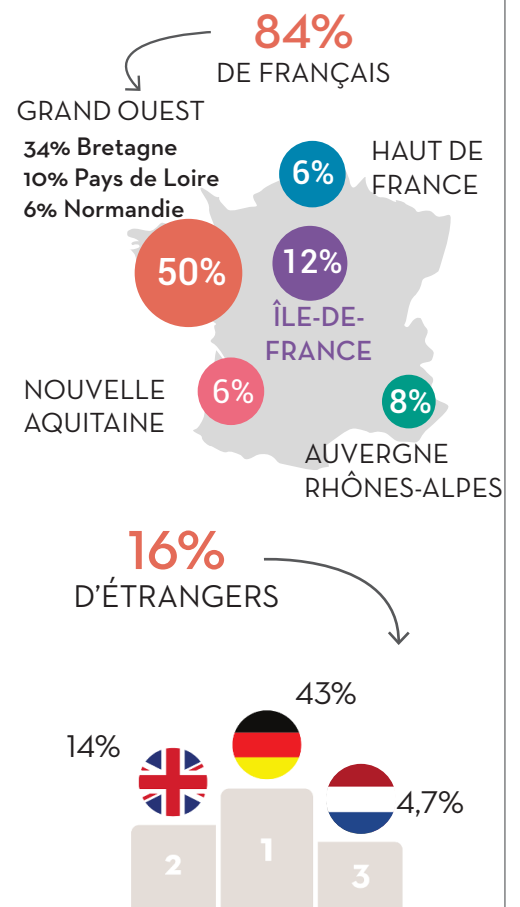 84%
DE FRANÇAIS
GRAND OUEST
34% Bretagne
10% Pays de Loire
6% Normandie
6%
HAUT DE
FRANCE
50%
12%
ÎLE-DE-
FRANCE
NOUVELLE
AQUITAINE
6%
8%
AUVERGNE
RHÔNES-ALPES
16%
D'ÉTRANGERS
43%
14%
4,7%
2
1
3